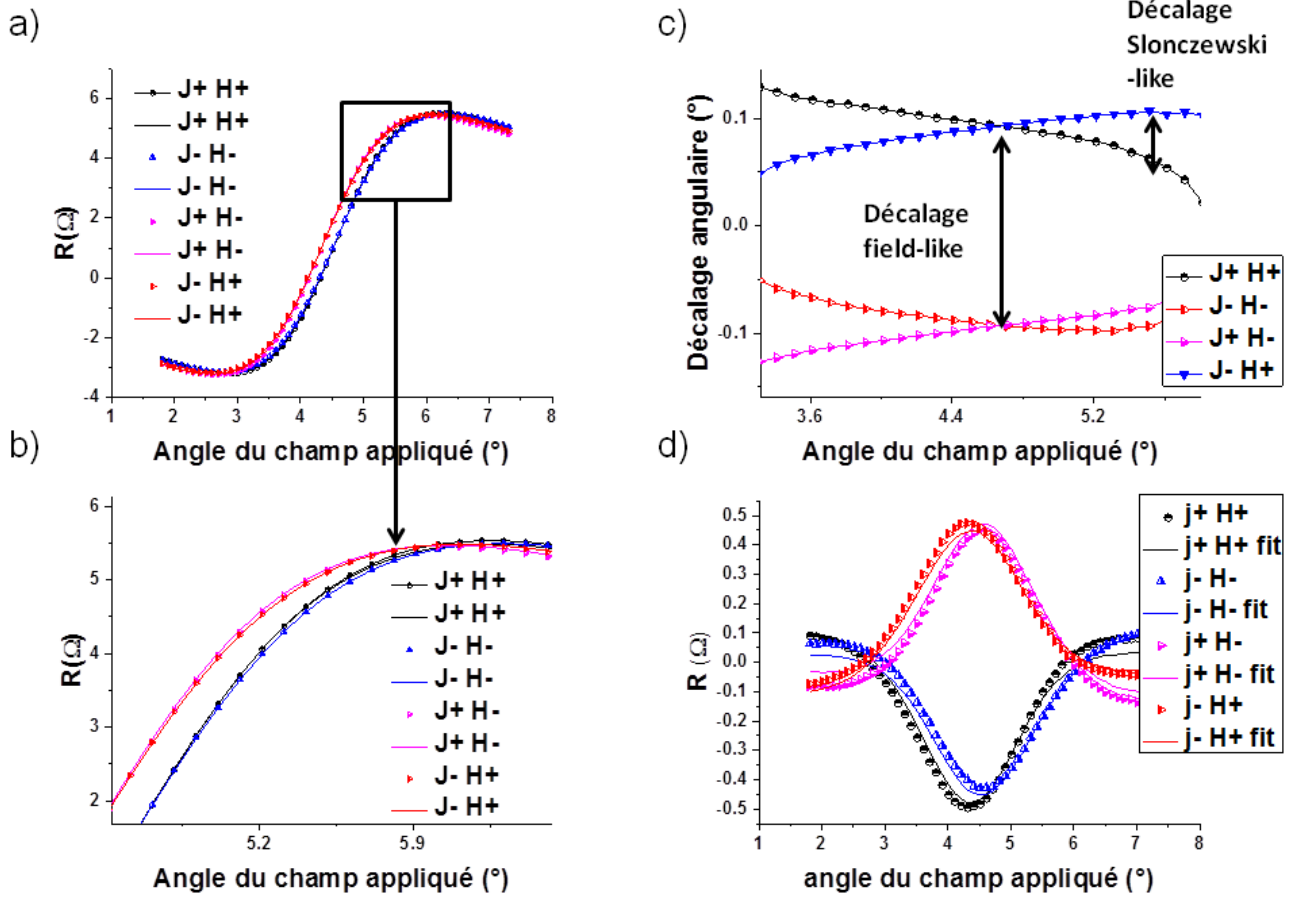 a)
R(Ω)
6
4
2
0
-2
-4
1
2
3
4
5
6
7
8
J+ H+
J+ H+
J- H-
J- H-
J+ H-
J+ H-
J- H+
J- H+
Angle du champ appliqué (°)
b)
R(Ω)
6
5
4
3
2
5.2
5.9
J+ H+
J+ H+
J- H-
J- H-
J+ H-
J+ H-
J- H+
J- H+
Angle du champ appliqué (°)
c)
Décalage
Slonczewski
-like
Décalage angulaire (°)
0.1
0.0
-0.1
Décalage
field-like
J+ H+
J- H-
J+ H-
J- H+
3.6
4.4
5.2
Angle du champ appliqué (°)
d)
R (Ω)
0.5
0.4
0.3
0.2
0.1
0.0
-0.1
-0.2
-0.3
-0.4
-0.5
1
2
3
4
5
6
7
8
j+ H+
j+ H+ fit
j- H-
j- H- fit
j+ H-
j+ H- fit
j- H+
j- H+ fit
angle du champ appliqué (°)